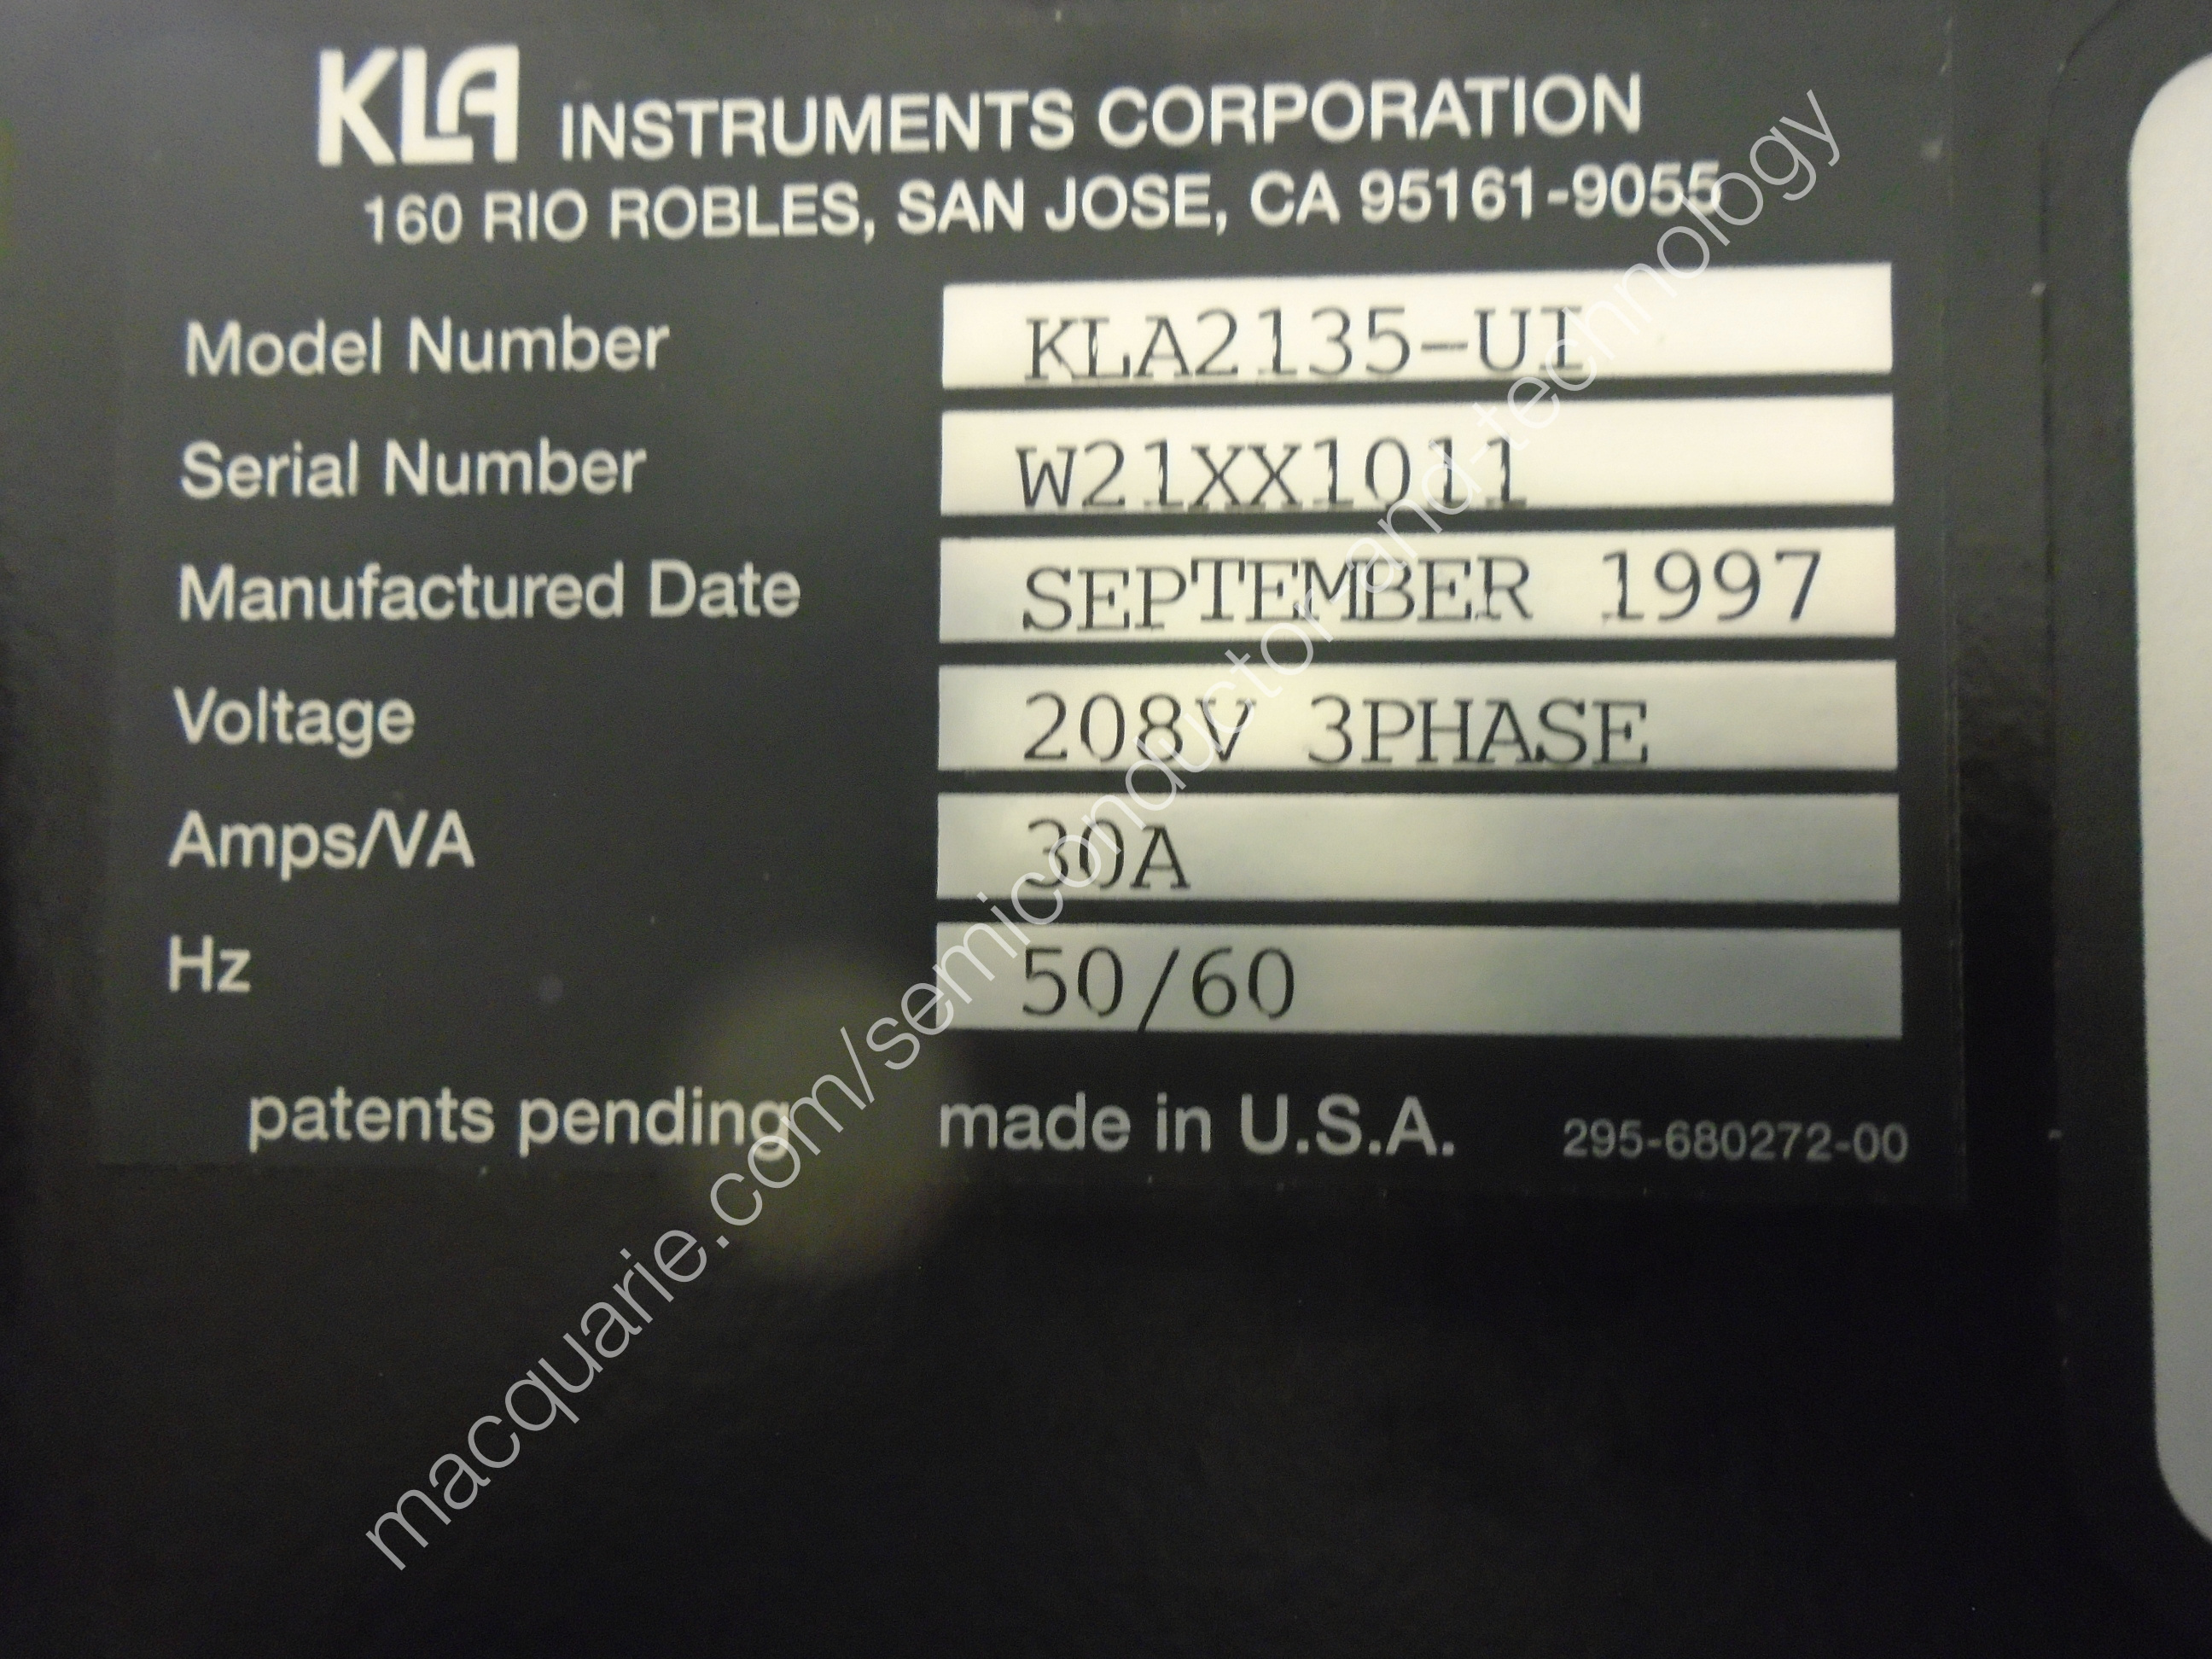 KLA INSTRUMENTS CORPORATION
160 RIO ROBLES, SAN JOSE, CA 95161-9055
Model Number KLA2135-UI
Serial Number W21XX1011
Manufactured Date SEPTEMBER 1997
Voltage 208V 3PHASE
Amps/VA 30A
Hz 50/60
patents pending made in U.S.A. 295-680272-00
macquarie.com/semiconductor-and-technology